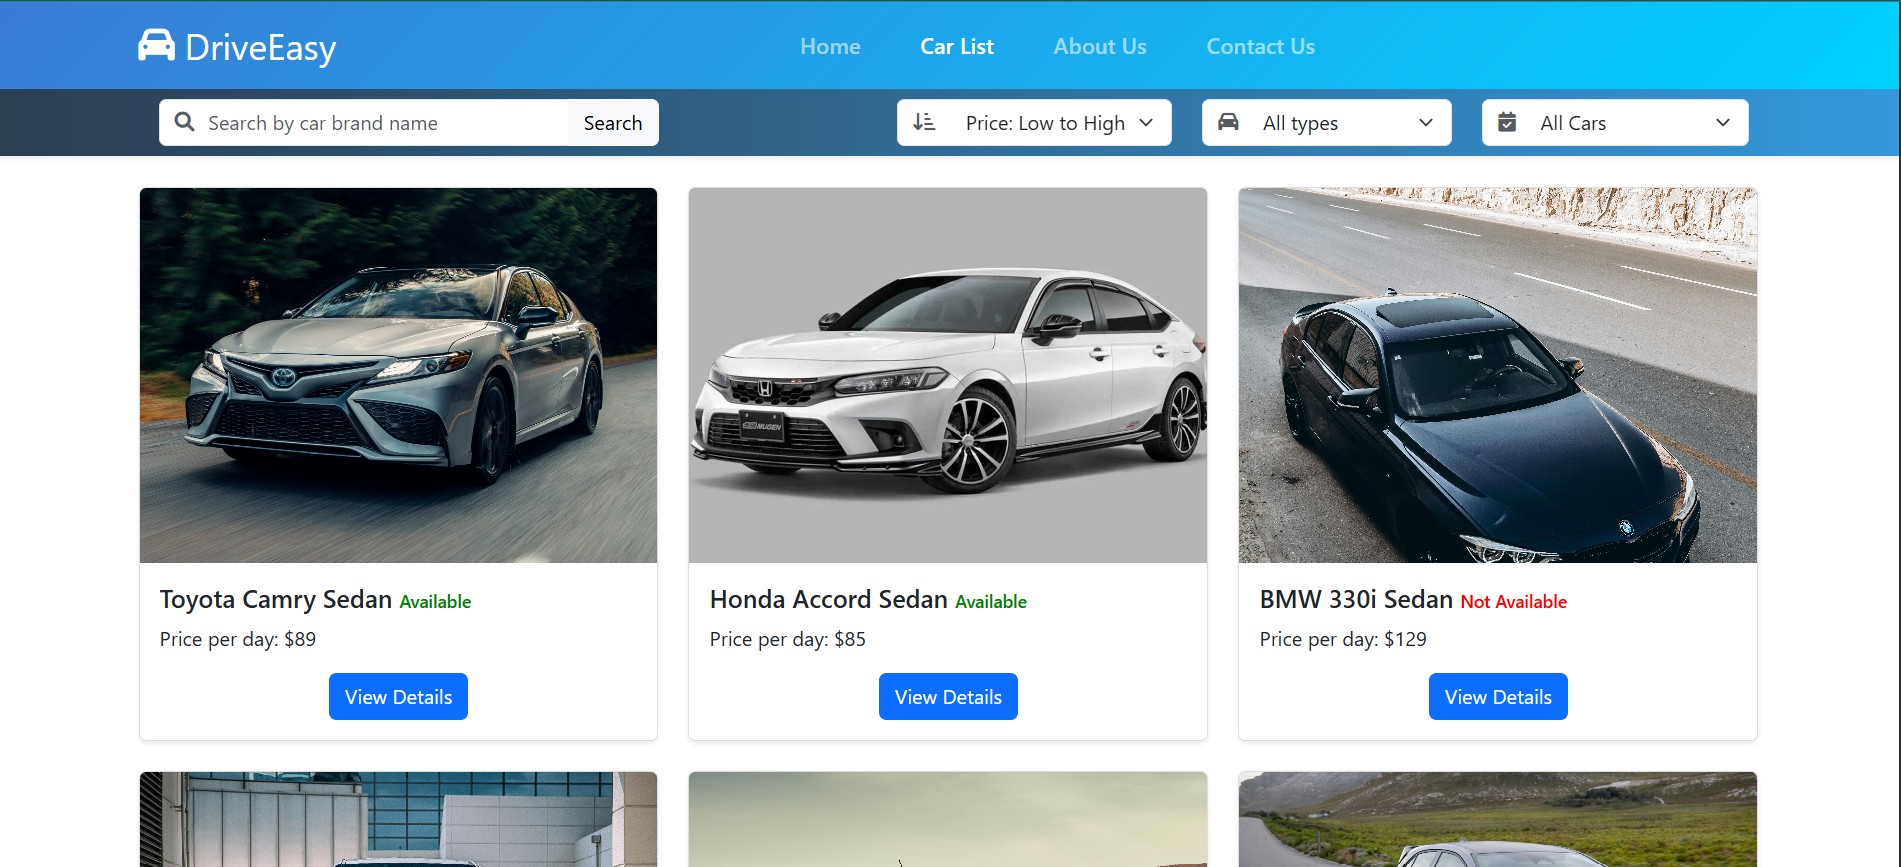 DriveEasy
Home Car List About Us Contact Us
Search by car brand name Search Price: Low to High All types All Cars
MUGEN
Toyota Camry Sedan Available
Price per day: $89
View Details
Honda Accord Sedan Available
Price per day: $85
View Details
BMW 330i Sedan Not Available
Price per day: $129
View Details